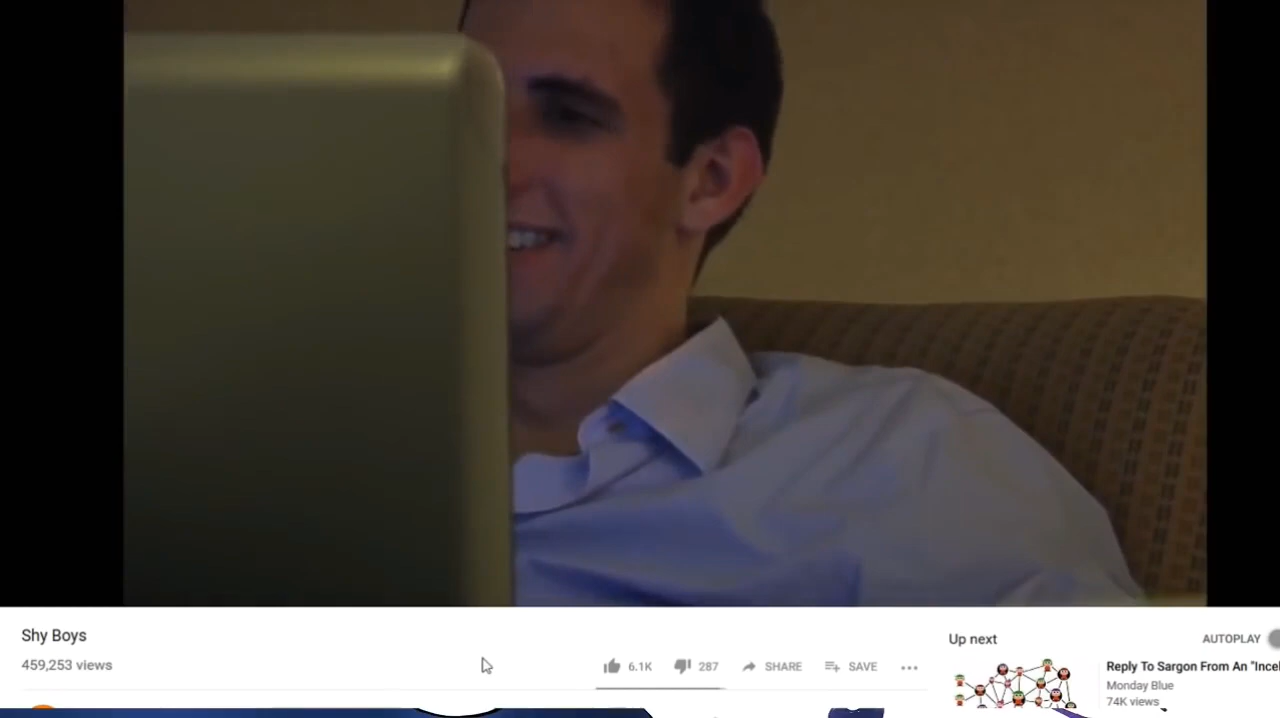 Shy Boys
459,253 views
6.1K 287 SHARE SAVE
Up next AUTOPLAY
Reply To Sargon From An "Incel
Monday Blue
74K views